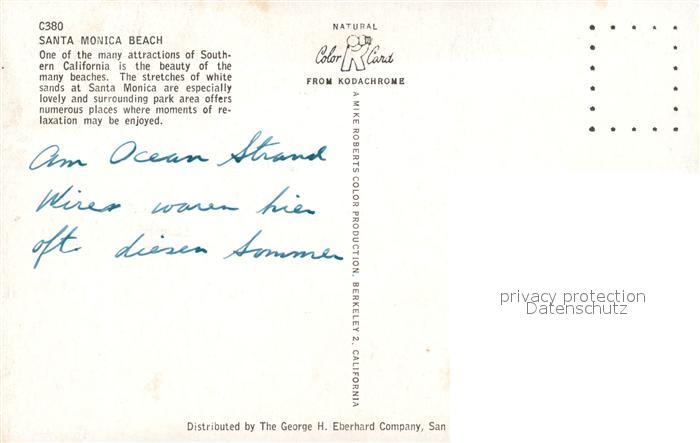 C380
SANTA MONICA BEACH
One of the many attractions of South-
ern California is the beauty of the
many beaches. The stretches of white
sands at Santa Monica are especially
lovely and surrounding park area offers
numerous places where moments of re-
laxation may be enjoyed.
NATURAL
Color Card
FROM KODACHROME
Am Ocean Strand
waren hier
oft diesen Sommer
A MIKE ROBERTS COLOR PRODUCTION, BERKELEY 2, CALIFORNIA
privacy protection
Datenschutz
Distributed by The George H. Eberhard Company, San